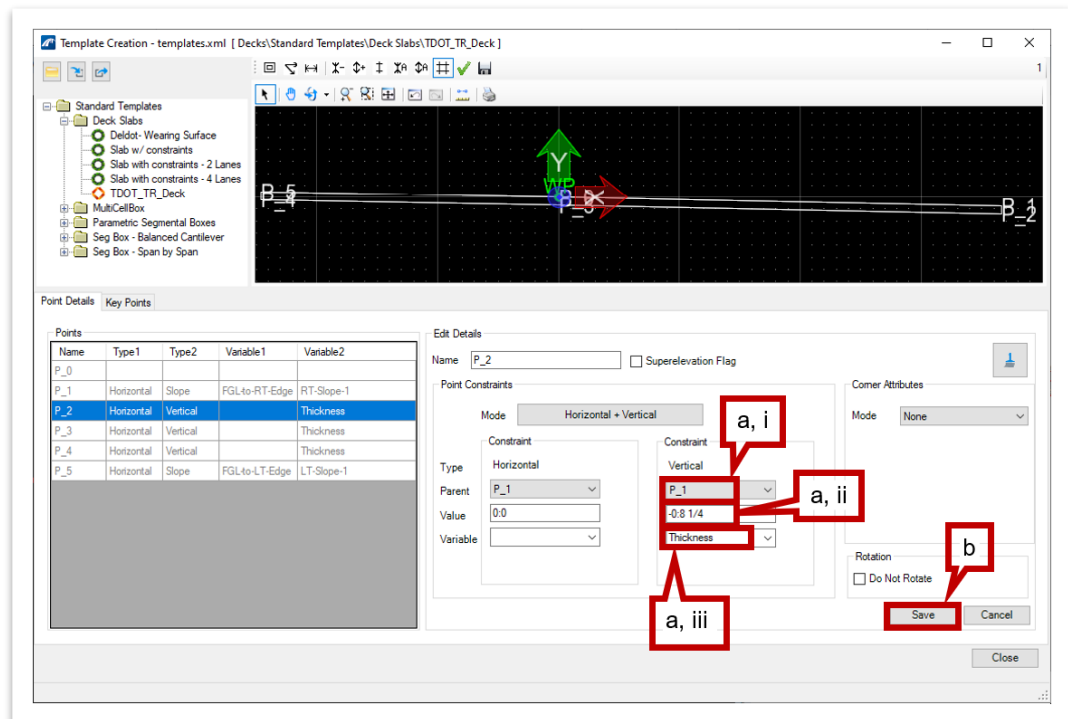 Template Creation - templates.xml [ Decks\Standard Templates\Deck Slabs\TDOT_TR_Deck ]
1
Standard Templates
Deck Slabs
Deldot- Wearing Surface
Slab w/ constraints
Slab with constraints - 2 Lanes
Slab with constraints - 4 Lanes
TDOT_TR_Deck
MultiCellBox
Parametric Segmental Boxes
Seg Box - Balanced Cantilever
Seg Box - Span by Span
Y
WP
X
P_5
P_4
P_1
P_2
Point Details Key Points
Points
Name Type1 Type2 Variable1 Variable2
P_0
P_1 Horizontal Slope FGL-to-RT-Edge RT-Slope-1
P_2 Horizontal Vertical Thickness
P_3 Horizontal Vertical Thickness
P_4 Horizontal Vertical Thickness
P_5 Horizontal Slope FGL-to-LT-Edge LT-Slope-1
Edit Details
Name P_2 Superelevation Flag
Point Constraints
Mode Horizontal + Vertical
Constraint Constraint
Type Horizontal Vertical
Parent P_1 P_1
Value 0:0 -0:8 1/4
Variable Thickness
Corner Attributes
Mode None
Rotation
Do Not Rotate
Save Cancel
Close
a, i
a, ii
a, iii
b